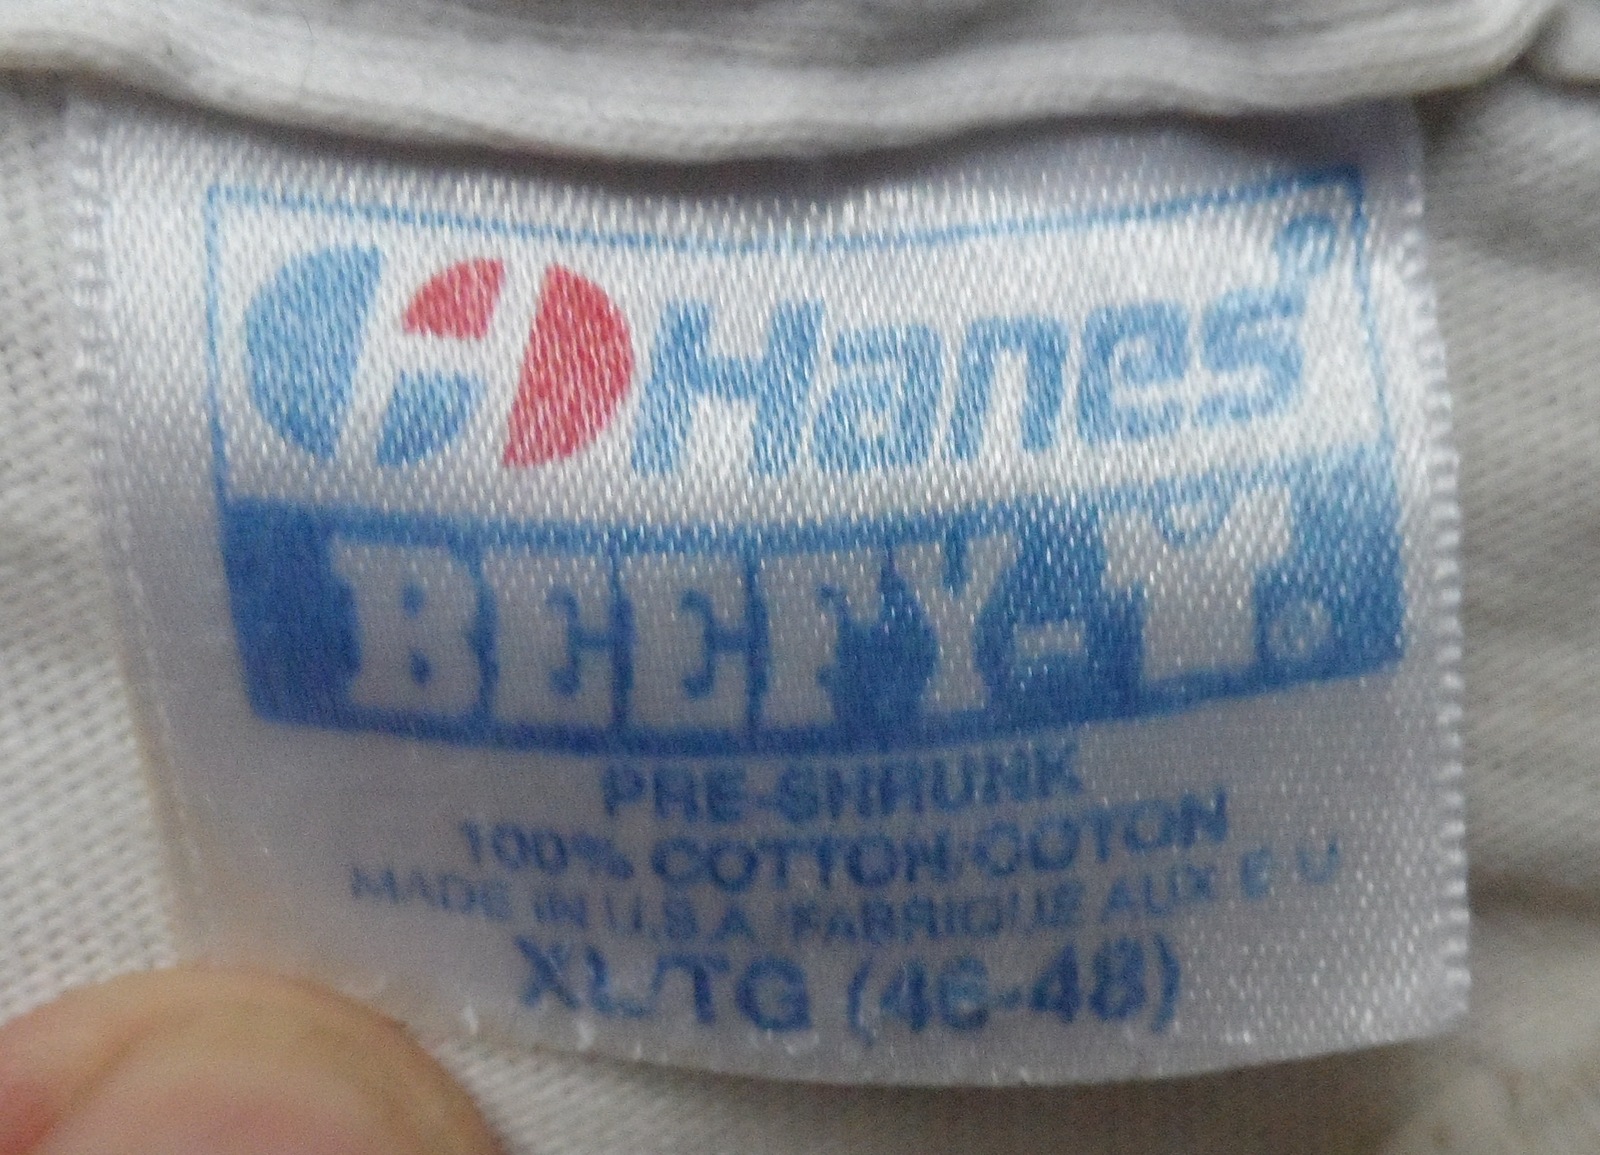 Hanes®
BEEFY-T®
PRE-SHRUNK
100% COTTON/COTON
MADE IN U.S.A./FABRIQUE AUX E.U.
XL/TG (46-48)